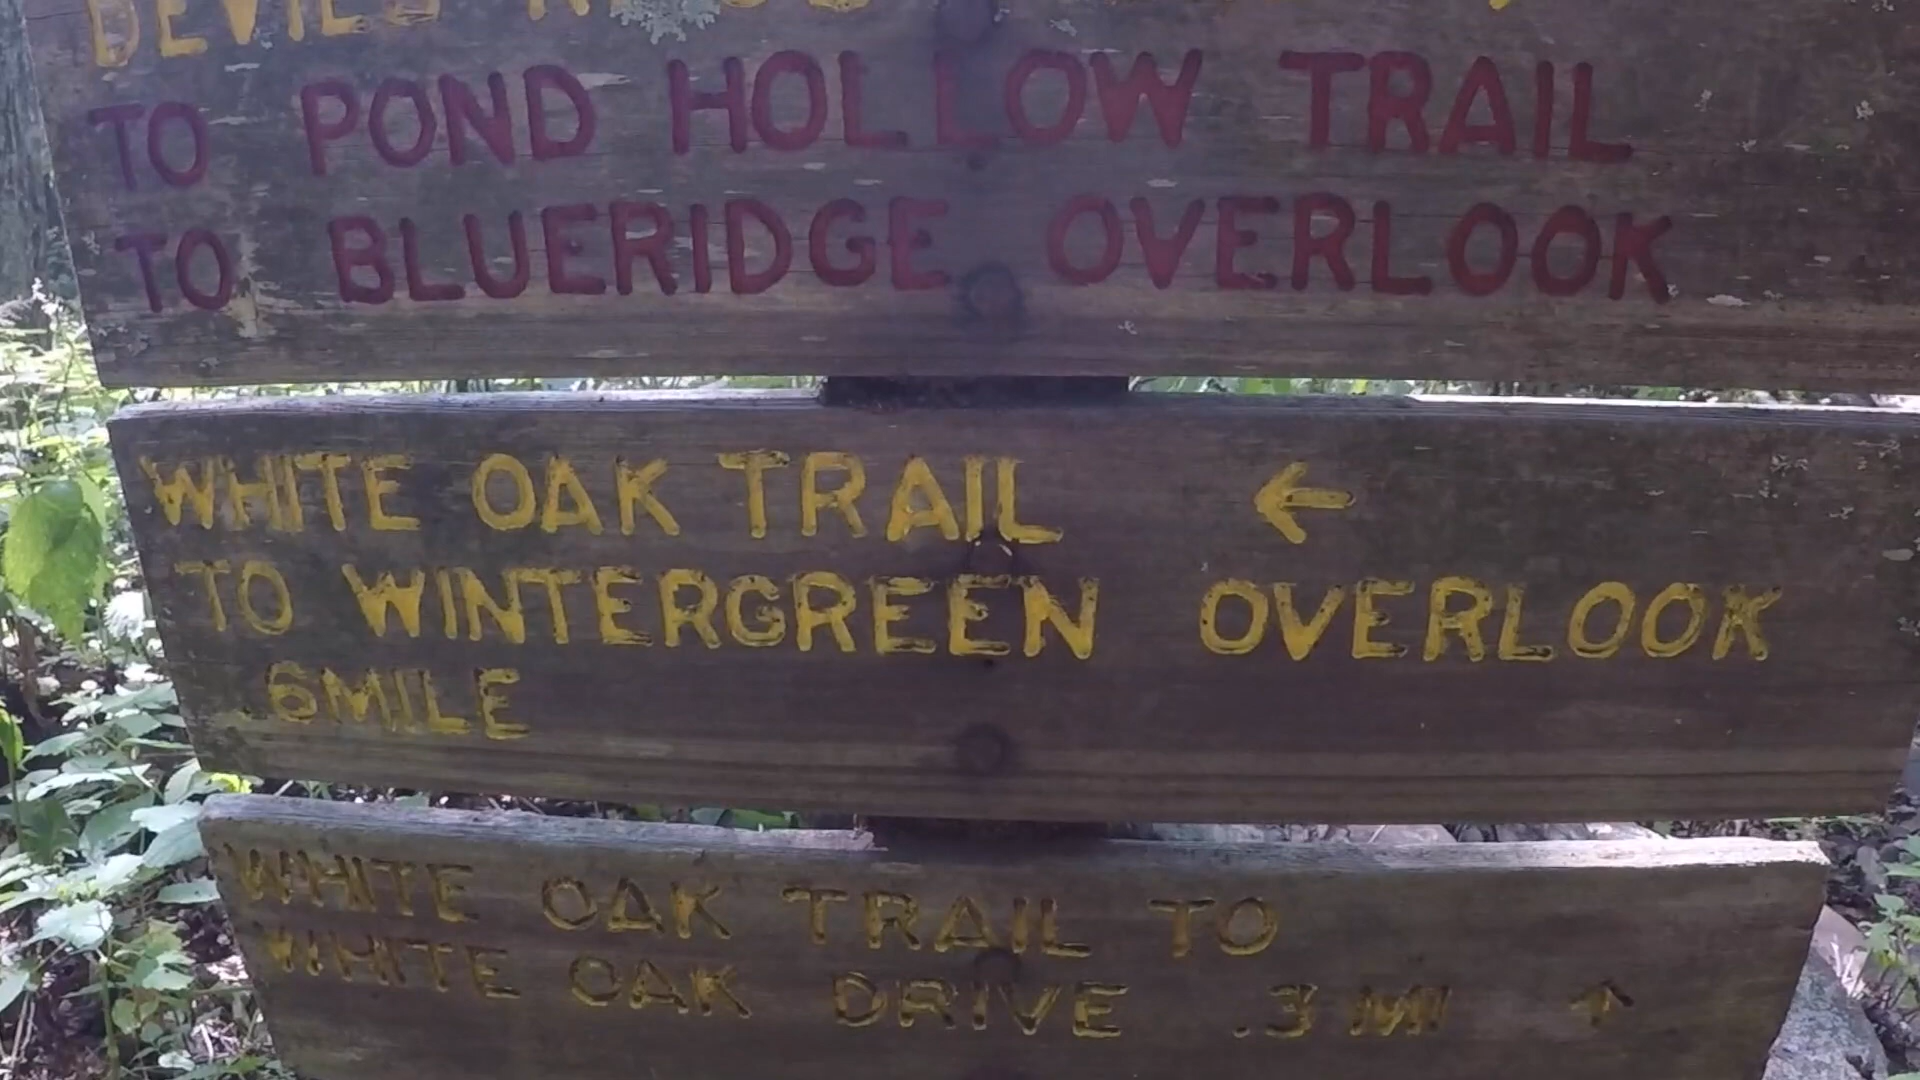 DEVILS
TO POND HOLLOW TRAIL
TO BLUERIDGE OVERLOOK
WHITE OAK TRAIL ←
TO WINTERGREEN OVERLOOK
6MILE
WHITE OAK TRAIL TO
WHITE OAK DRIVE .3 MI ↑